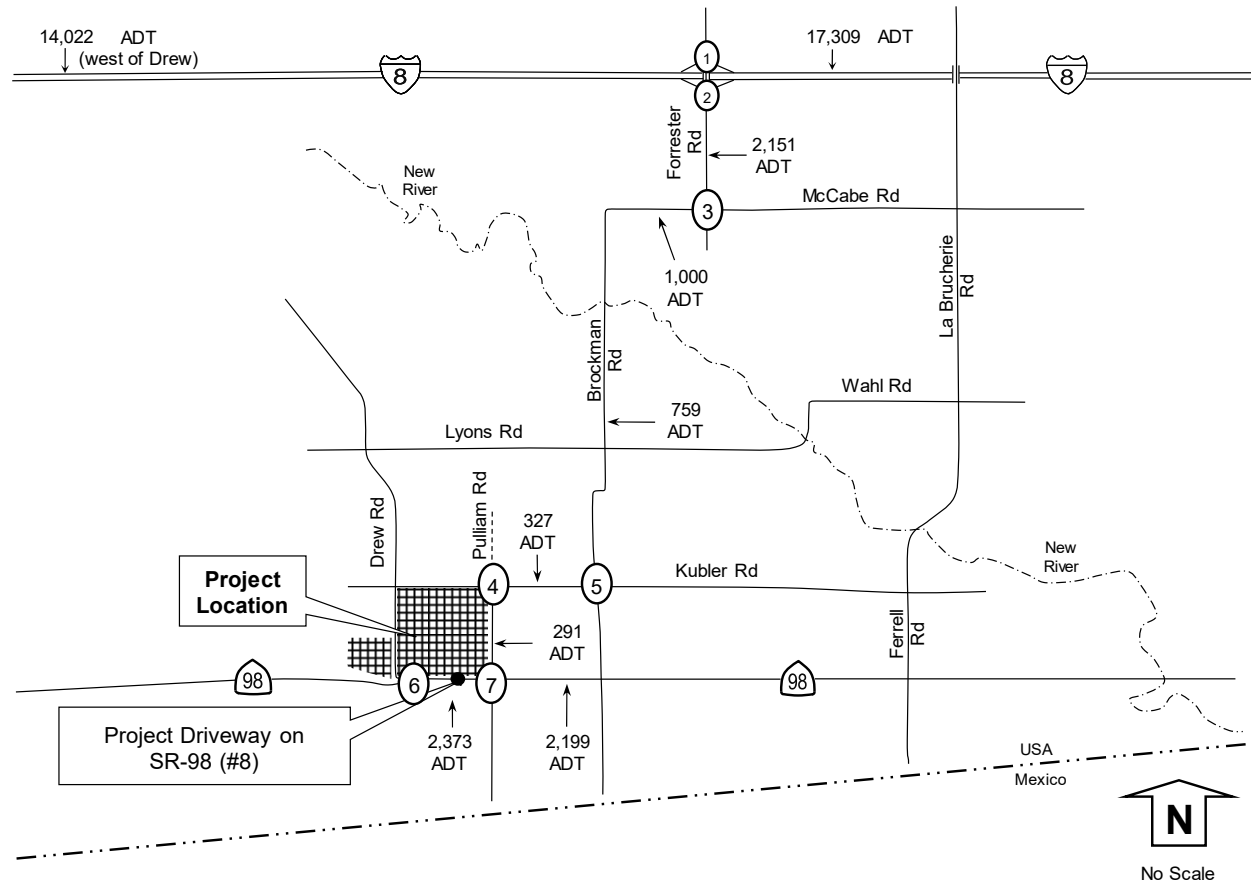 14,022 ADT
(west of Drew)
17,309 ADT
8
8
1
2
Forrester
Rd
2,151
ADT
New
River
3
McCabe Rd
1,000
ADT
La Brucherie
Rd
Brockman
Rd
Wahl Rd
759
ADT
Lyons Rd
Drew Rd
Pulliam Rd
327
ADT
New
River
Project
Location
4
5
Kubler Rd
291
ADT
Ferrell
Rd
98
6
7
98
Project Driveway on
SR-98 (#8)
2,373
ADT
2,199
ADT
USA
Mexico
N
No Scale